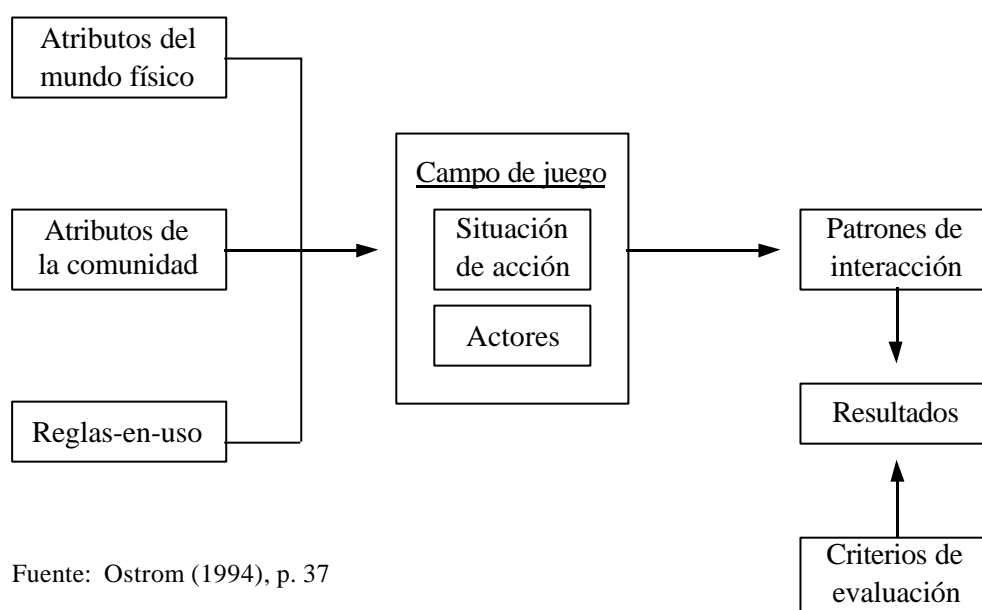 Atributos del
mundo físico
Atributos de
la comunidad
Reglas-en-uso
Campo de juego
Situación
de acción
Actores
Patrones de
interacción
Resultados
Criterios de
evaluación
Fuente: Ostrom (1994), p. 37